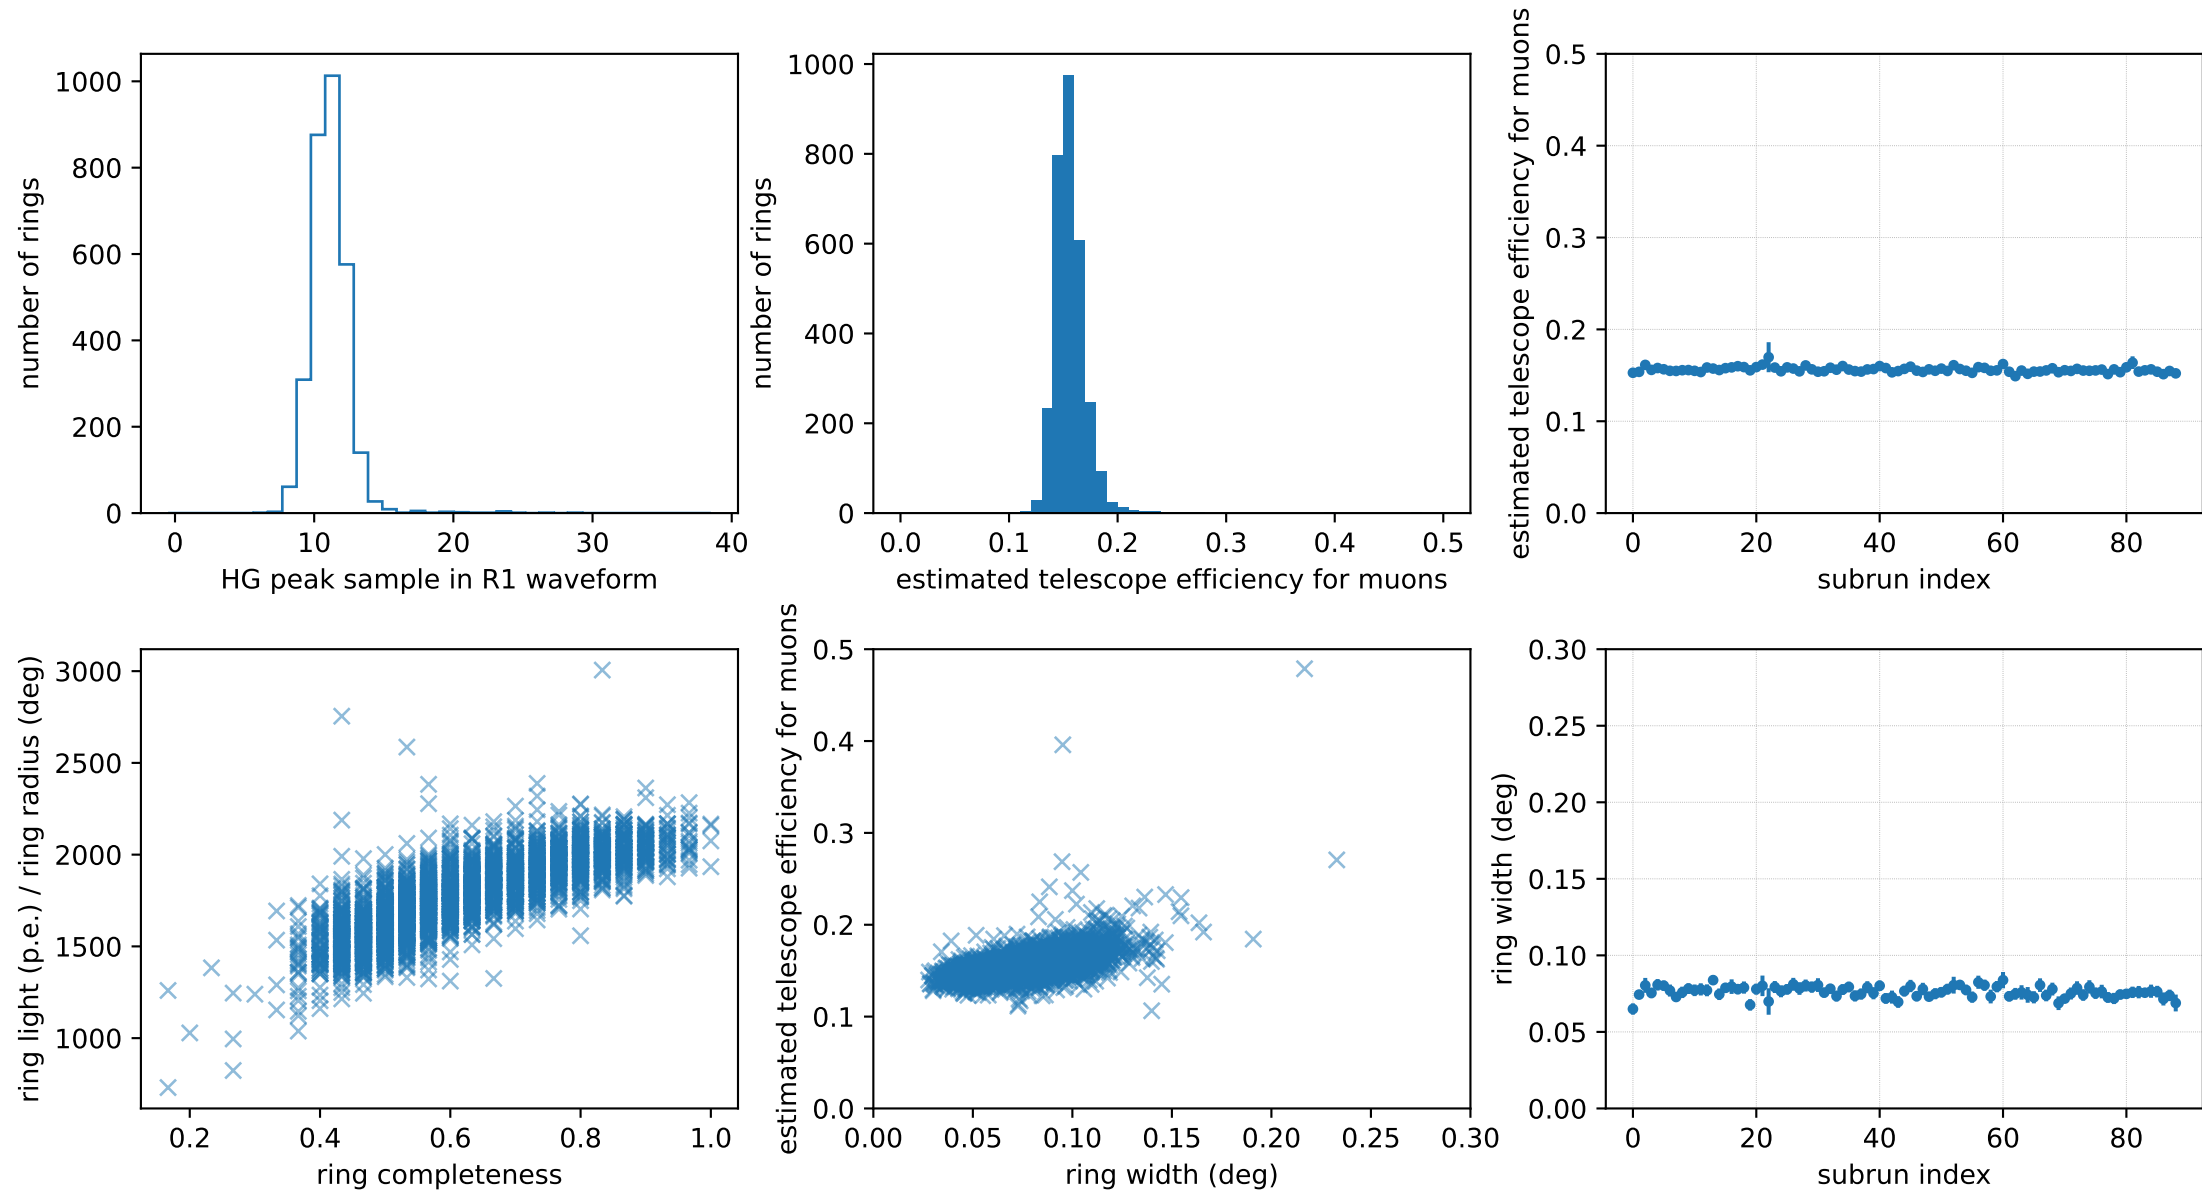 number of rings
1000
800
600
400
200
0
0 10 20 30 40
HG peak sample in R1 waveform
number of rings
1000
800
600
400
200
0
0.0 0.1 0.2 0.3 0.4 0.5
estimated telescope efficiency for muons
estimated telescope efficiency for muons
0.5
0.4
0.3
0.2
0.1
0.0
0 20 40 60 80
subrun index
ring light (p.e.) / ring radius (deg)
3000
2500
2000
1500
1000
0.2 0.4 0.6 0.8 1.0
ring completeness
estimated telescope efficiency for muons
0.5
0.4
0.3
0.2
0.1
0.0
0.00 0.05 0.10 0.15 0.20 0.25 0.30
ring width (deg)
ring width (deg)
0.30
0.25
0.20
0.15
0.10
0.05
0.00
0 20 40 60 80
subrun index